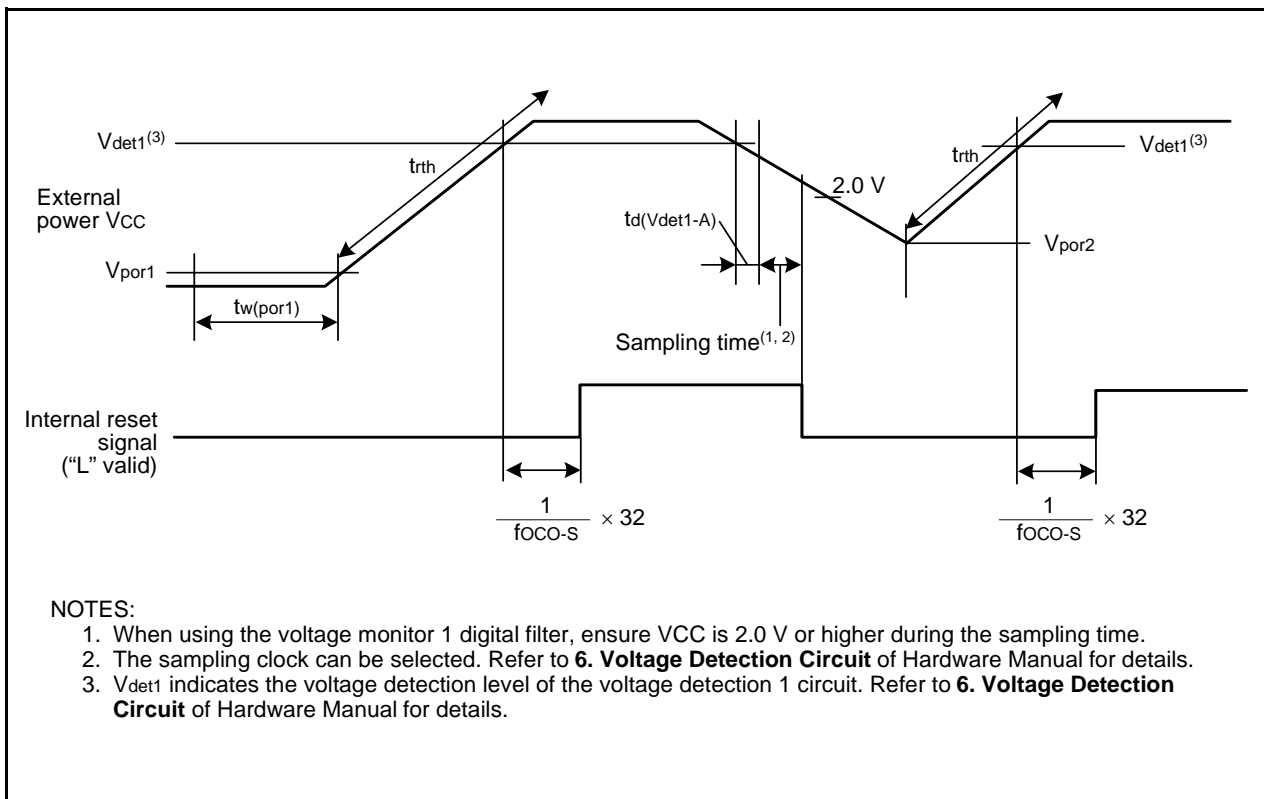 Vdet1(3)
trth
External
power VCC
Vpor1
tw(por1)
td(Vdet1-A)
2.0 V
trth
Vdet1(3)
Vpor2
Sampling time(1, 2)
Internal reset
signal
(“L” valid)
1
fOCO-S
× 32
1
fOCO-S
× 32
NOTES:
1. When using the voltage monitor 1 digital filter, ensure VCC is 2.0 V or higher during the sampling time.
2. The sampling clock can be selected. Refer to 6. Voltage Detection Circuit of Hardware Manual for details.
3. Vdet1 indicates the voltage detection level of the voltage detection 1 circuit. Refer to 6. Voltage Detection
Circuit of Hardware Manual for details.